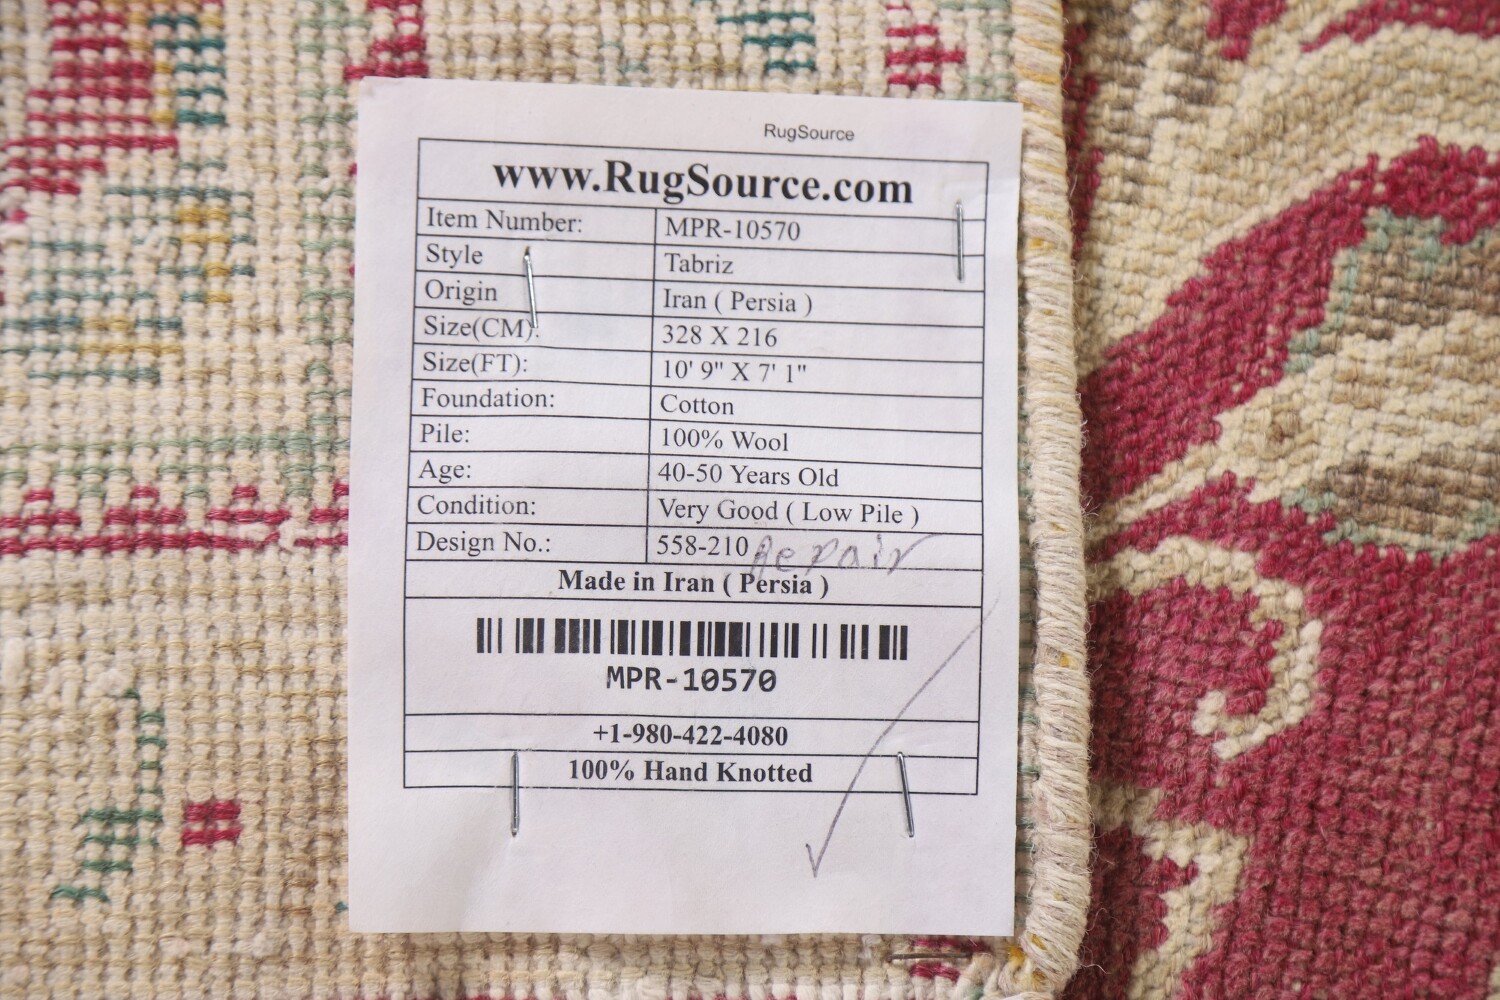 RugSource
www.RugSource.com
Item Number: MPR-10570
Style Tabriz
Origin Iran ( Persia )
Size(CM): 328 X 216
Size(FT): 10' 9" X 7' 1"
Foundation: Cotton
Pile: 100% Wool
Age: 40-50 Years Old
Condition: Very Good ( Low Pile )
Design No.: 558-210 Repair
Made in Iran ( Persia )
MPR-10570
+1-980-422-4080
100% Hand Knotted